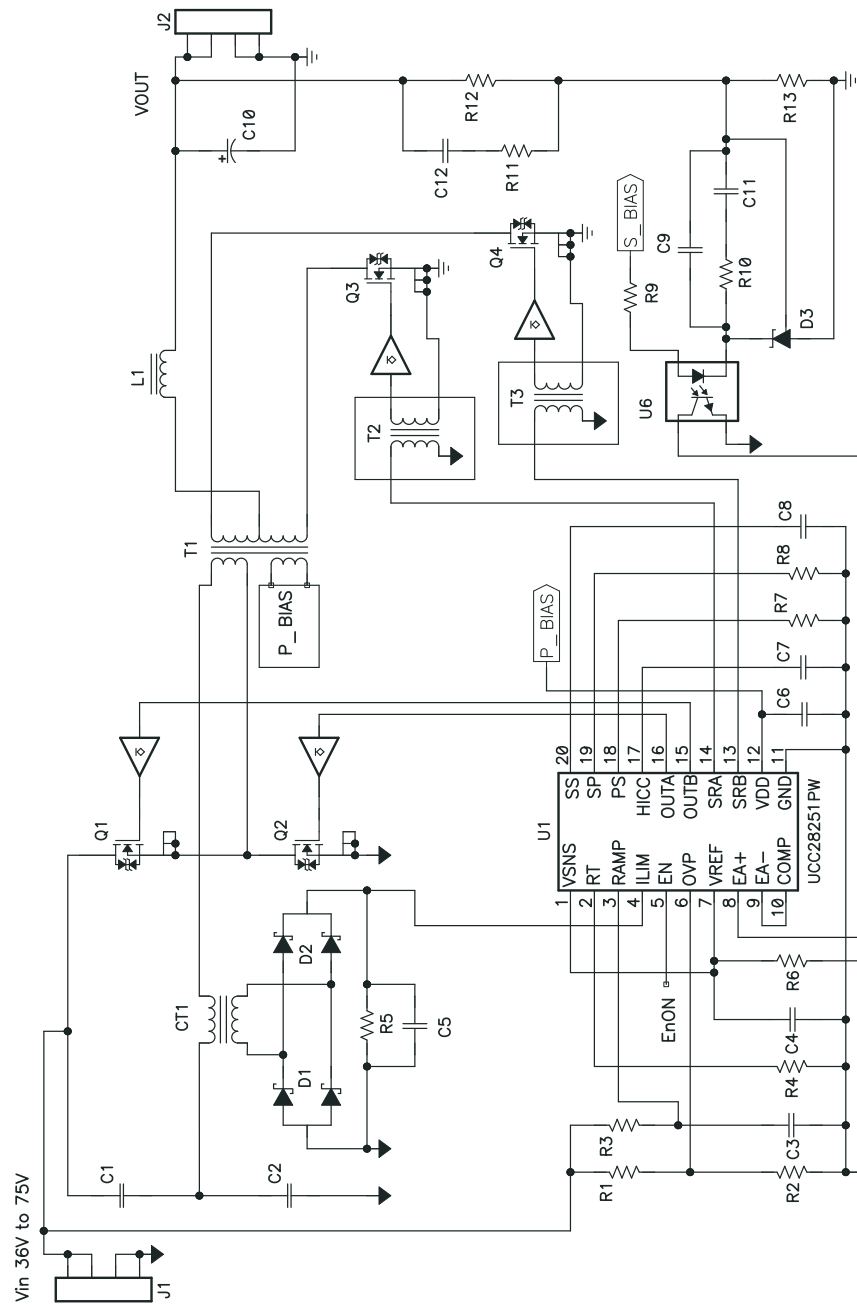 Vin 36V to 75V
J1
C1
C2
CT1
D1
D2
R5
C5
Q1
Q2
P_BIAS
T1
L1
VOUT
J2
C10
Q3
Q4
T2
T3
C12
R11
R12
R13
S_BIAS
R9
C9
R10
C11
D3
U6
P_BIAS
U1
VSNS
RT
RAMP
ILIM
EN
OVP
VREF
EA+
EA-
COMP
1
2
3
4
5
6
7
8
9
10
SS
SP
PS
HICC
OUTA
OUTB
SRA
SRB
VDD
GND
20
19
18
17
16
15
14
13
12
11
UCC28251PW
EnON
R1
R2
R3
C3
R4
C4
R6
C6
C7
R7
R8
C8